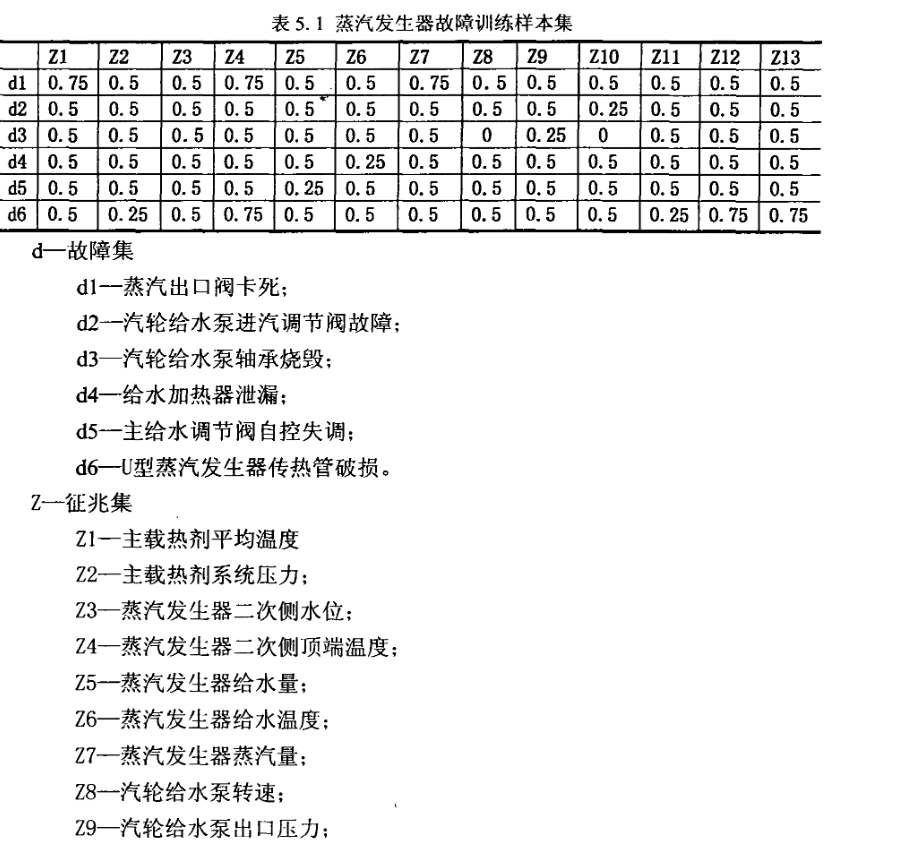 表 5.1 蒸汽发生器故障训练样本集
Z1 Z2 Z3 Z4 Z5 Z6 Z7 Z8 Z9 Z10 Z11 Z12 Z13
d1 0.75 0.5 0.5 0.75 0.5 0.5 0.75 0.5 0.5 0.5 0.5 0.5 0.5
d2 0.5 0.5 0.5 0.5 0.5 0.5 0.5 0.5 0.5 0.25 0.5 0.5 0.5
d3 0.5 0.5 0.5 0.5 0.5 0.5 0.5 0 0.25 0 0.5 0.5 0.5
d4 0.5 0.5 0.5 0.5 0.5 0.25 0.5 0.5 0.5 0.5 0.5 0.5 0.5
d5 0.5 0.5 0.5 0.5 0.25 0.5 0.5 0.5 0.5 0.5 0.5 0.5 0.5
d6 0.5 0.25 0.5 0.75 0.5 0.5 0.5 0.5 0.5 0.5 0.25 0.75 0.75
d—故障集
d1—蒸汽出口阀卡死;
d2—汽轮给水泵进汽调节阀故障;
d3—汽轮给水泵轴承烧毁;
d4—给水加热器泄漏;
d5—主给水调节阀自控失调;
d6—U型蒸汽发生器传热管破损。
Z—征兆集
Z1—主载热剂平均温度
Z2—主载热剂系统压力;
Z3—蒸汽发生器二次侧水位;
Z4—蒸汽发生器二次侧顶端温度;
Z5—蒸汽发生器给水量;
Z6—蒸汽发生器给水温度;
Z7—蒸汽发生器蒸汽量;
Z8—汽轮给水泵转速;
Z9—汽轮给水泵出口压力;